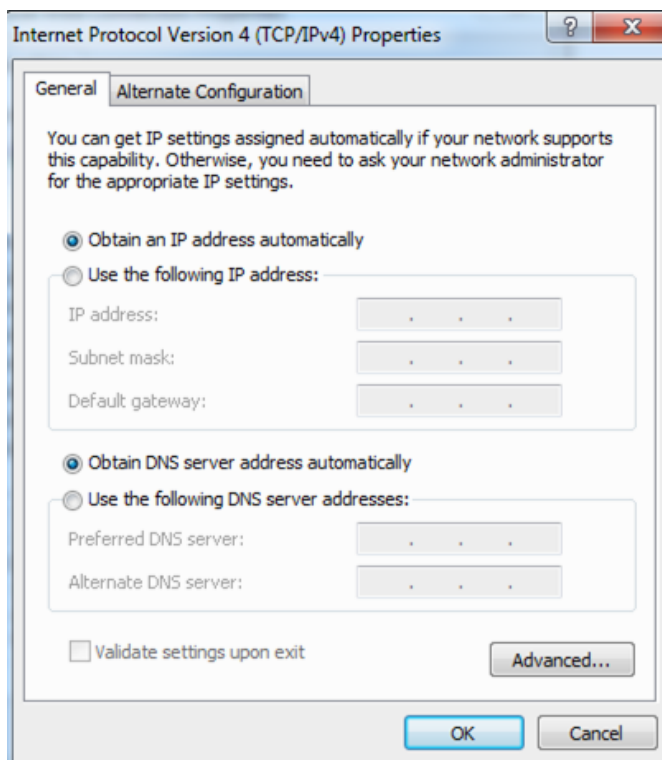 Internet Protocol Version 4 (TCP/IPv4) Properties
General
Alternate Configuration
You can get IP settings assigned automatically if your network supports
this capability. Otherwise, you need to ask your network administrator
for the appropriate IP settings.
Obtain an IP address automatically
Use the following IP address:
IP address:
. . .
Subnet mask:
. . .
Default gateway:
. . .
Obtain DNS server address automatically
Use the following DNS server addresses:
Preferred DNS server:
. . .
Alternate DNS server:
. . .
Validate settings upon exit
Advanced...
OK
Cancel